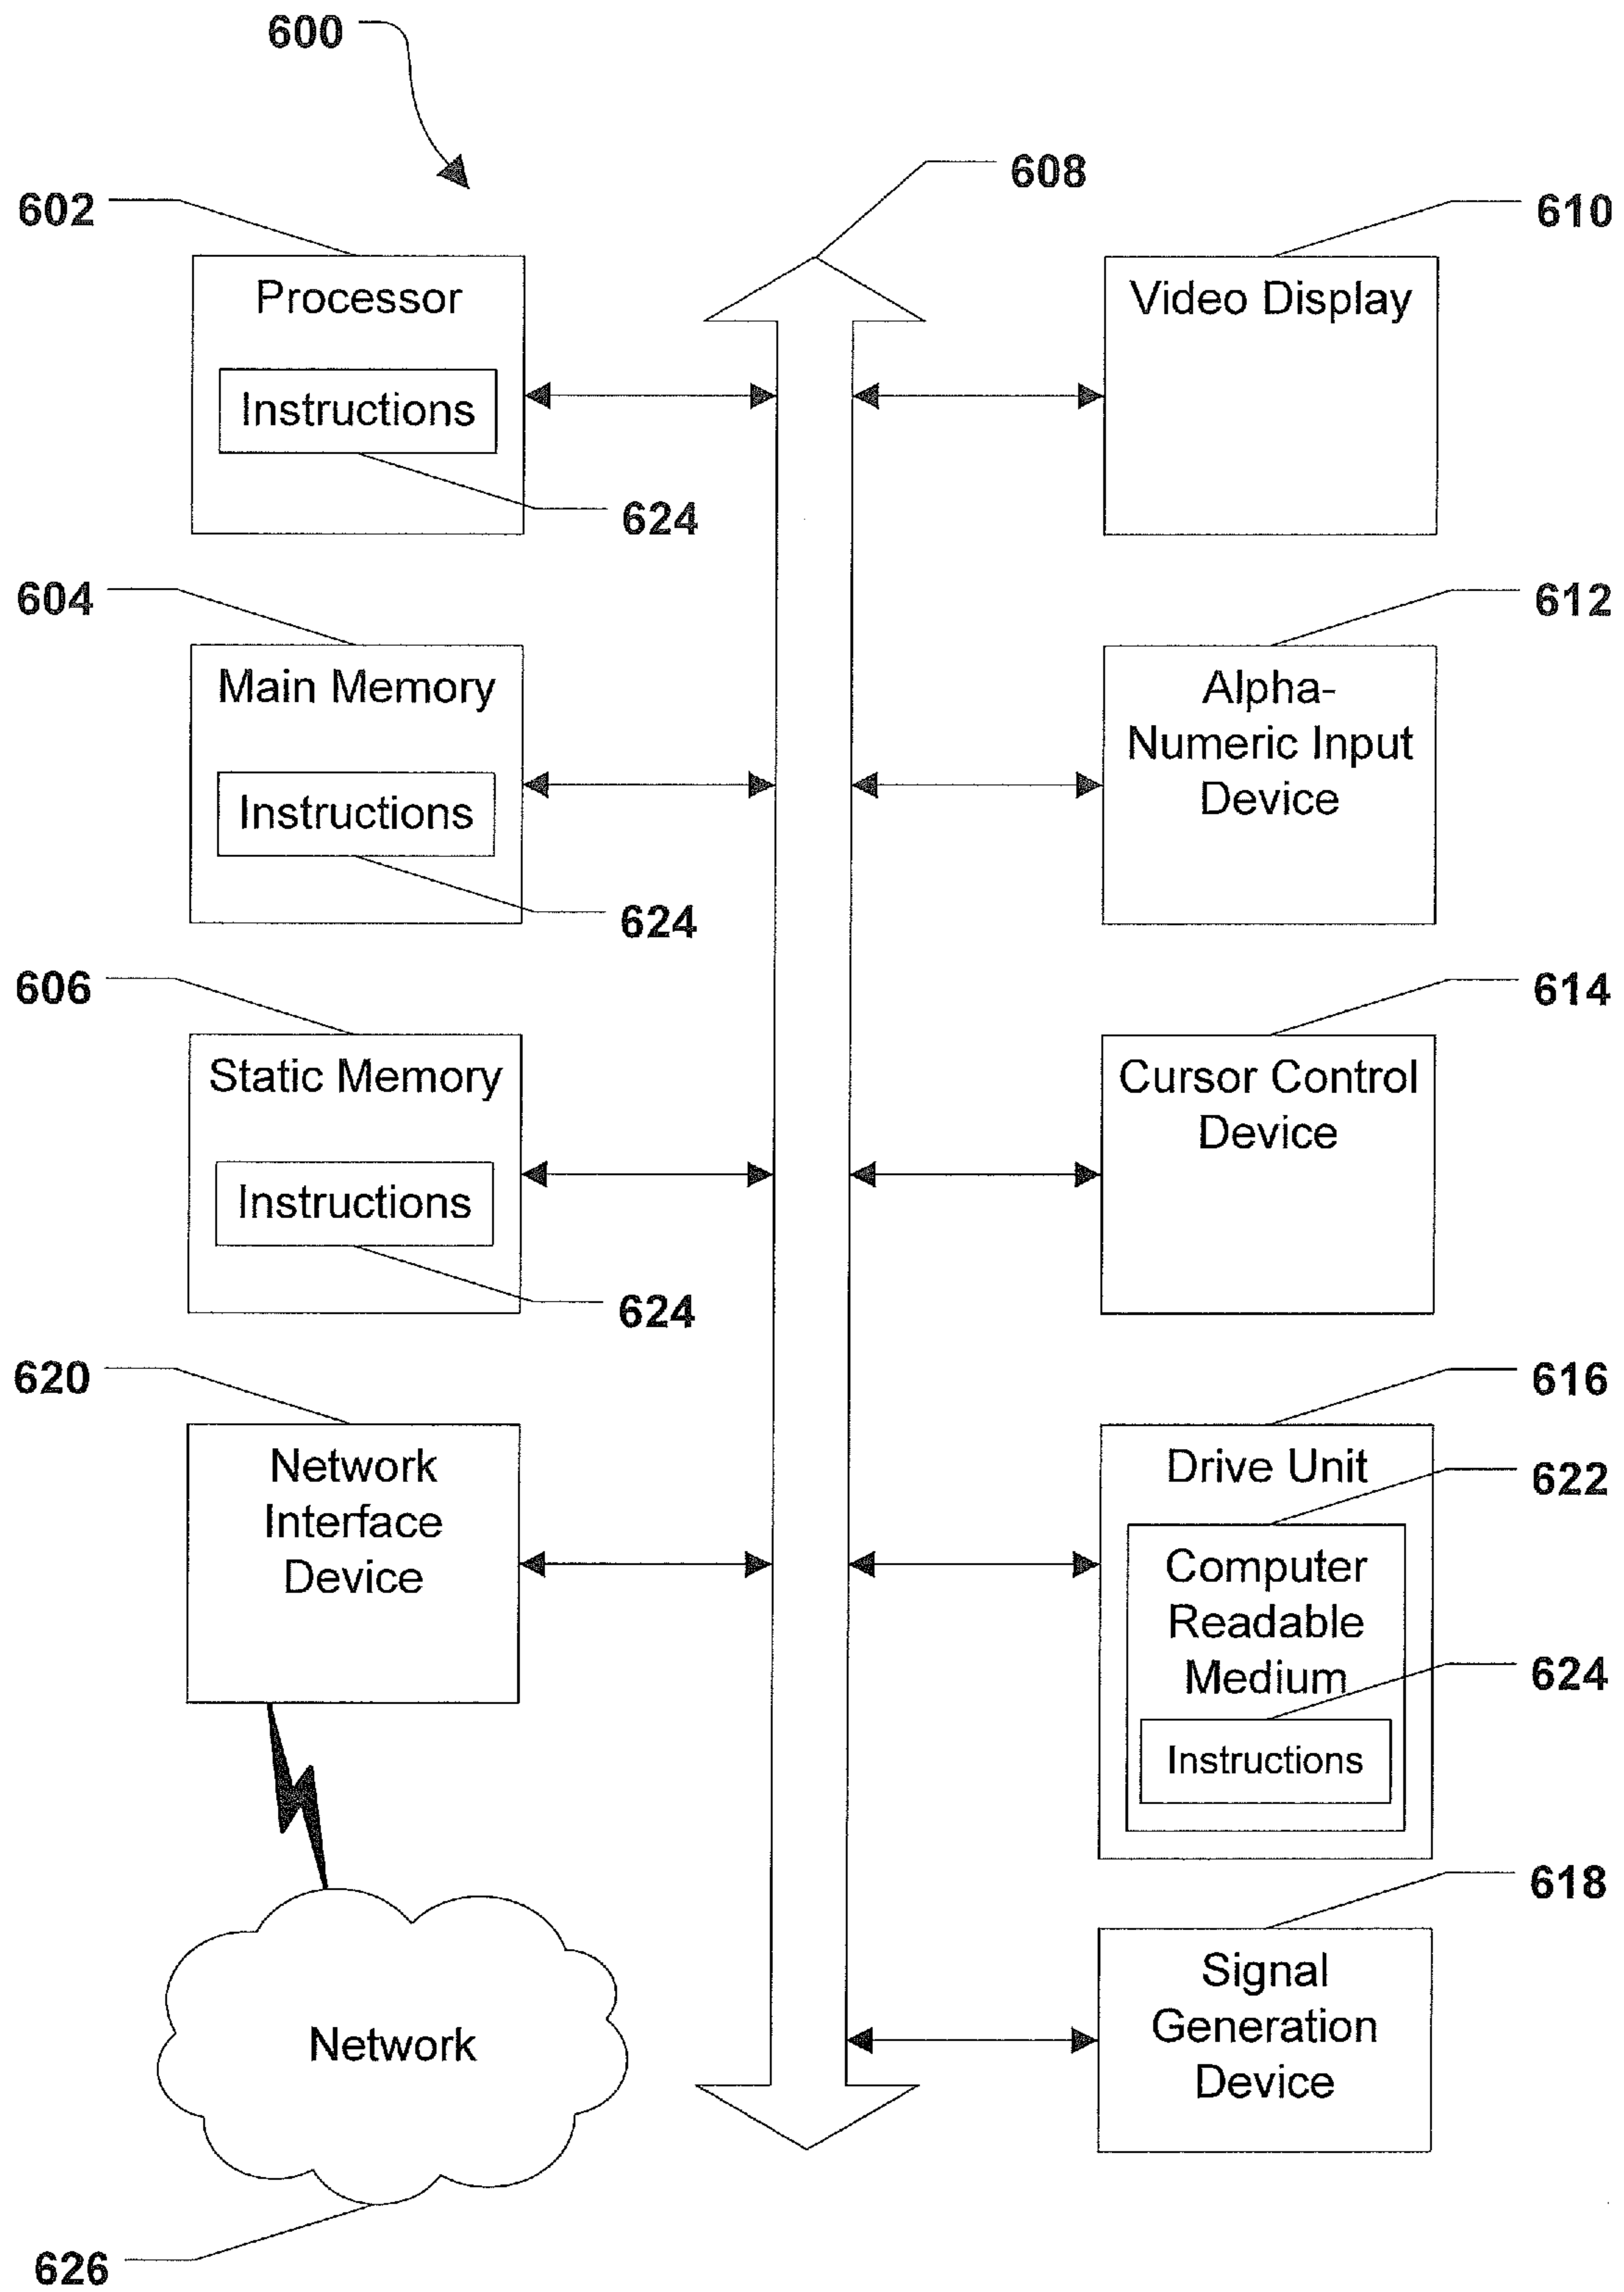 600
608
602
610
Processor
Video Display
Instructions
624
604
612
Main Memory
Alpha-
Numeric Input
Device
Instructions
624
606
614
Static Memory
Cursor Control
Device
Instructions
624
620
616
Network
Interface
Device
Drive Unit
622
Computer
Readable
Medium
624
Instructions
618
Signal
Generation
Device
Network
626